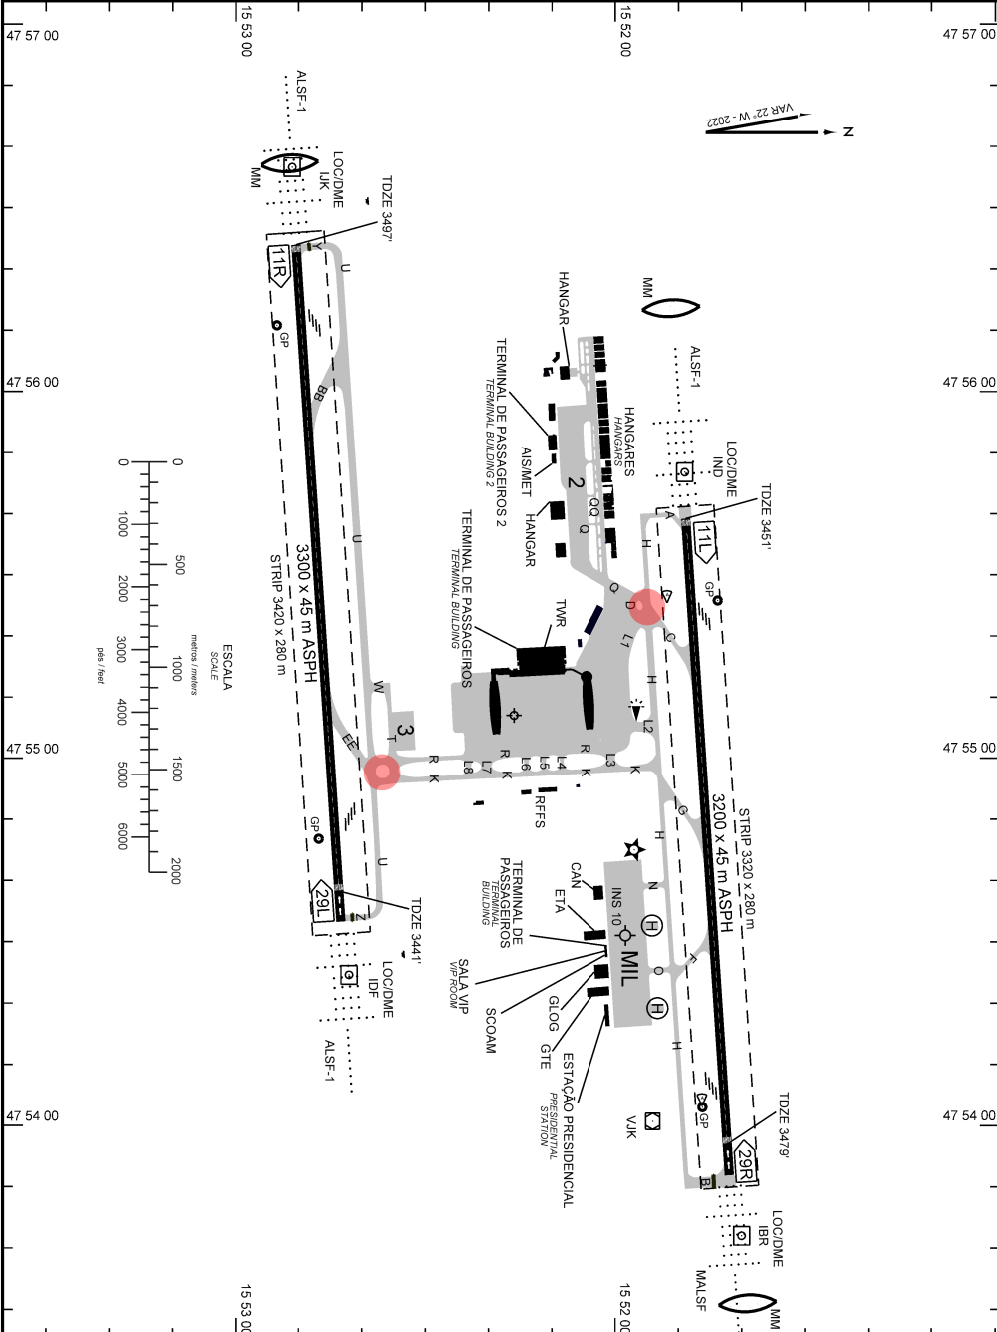 47 57 00
15 53 00
15 52 00
47 57 00
VAR 22° W - 2022
N
ALSF-1
MM
LOC/DME
IJK
TDZE 3497'
11R
Y
U
GP
BB
HANGAR
MM
ALSF-1
47 56 00
47 56 00
TERMINAL DE PASSAGEIROS 2
TERMINAL BUILDING 2
AIS/MET
HANGAR
HANGARES
HANGARS
2
QQ
Q
LOC/DME
IND
TDZE 3451'
11L
A
H
GP
0
1000
2000
3000
4000
5000
6000
pés / feet
0
500
1000
1500
2000
metros / meters
ESCALA
SCALE
3300 x 45 m ASPH
STRIP 3420 x 280 m
U
TERMINAL DE PASSAGEIROS
TERMINAL BUILDING
TWR
Q
D
L1
C
H
L2
W
3
T
EE
R
K
L8
L7
R
K
L6
L5
L4
R
K
L3
K
47 55 00
47 55 00
GP
U
29L
Z
TDZE 3441'
RFFS
G
H
3200 x 45 m ASPH
STRIP 3320 x 280 m
CAN
ETA
TERMINAL DE
PASSAGEIROS
TERMINAL
BUILDING
INS 10
MIL
N
H
O
H
F
H
SALA VIP
VIP ROOM
SCOAM
GLOG
GTE
ESTAÇÃO PRESIDENCIAL
PRESIDENTIAL
STATION
LOC/DME
IDF
ALSF-1
VJK
GP
TDZE 3479'
29R
B
47 54 00
47 54 00
LOC/DME
IBR
MALSF
MM
15 53 00
15 52 00